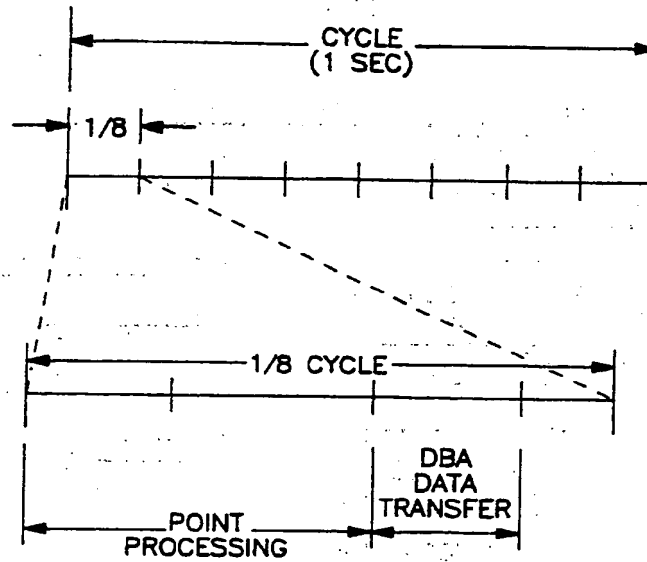 CYCLE
(1 SEC)
1/8
1/8 CYCLE
DBA
DATA
TRANSFER
POINT
PROCESSING